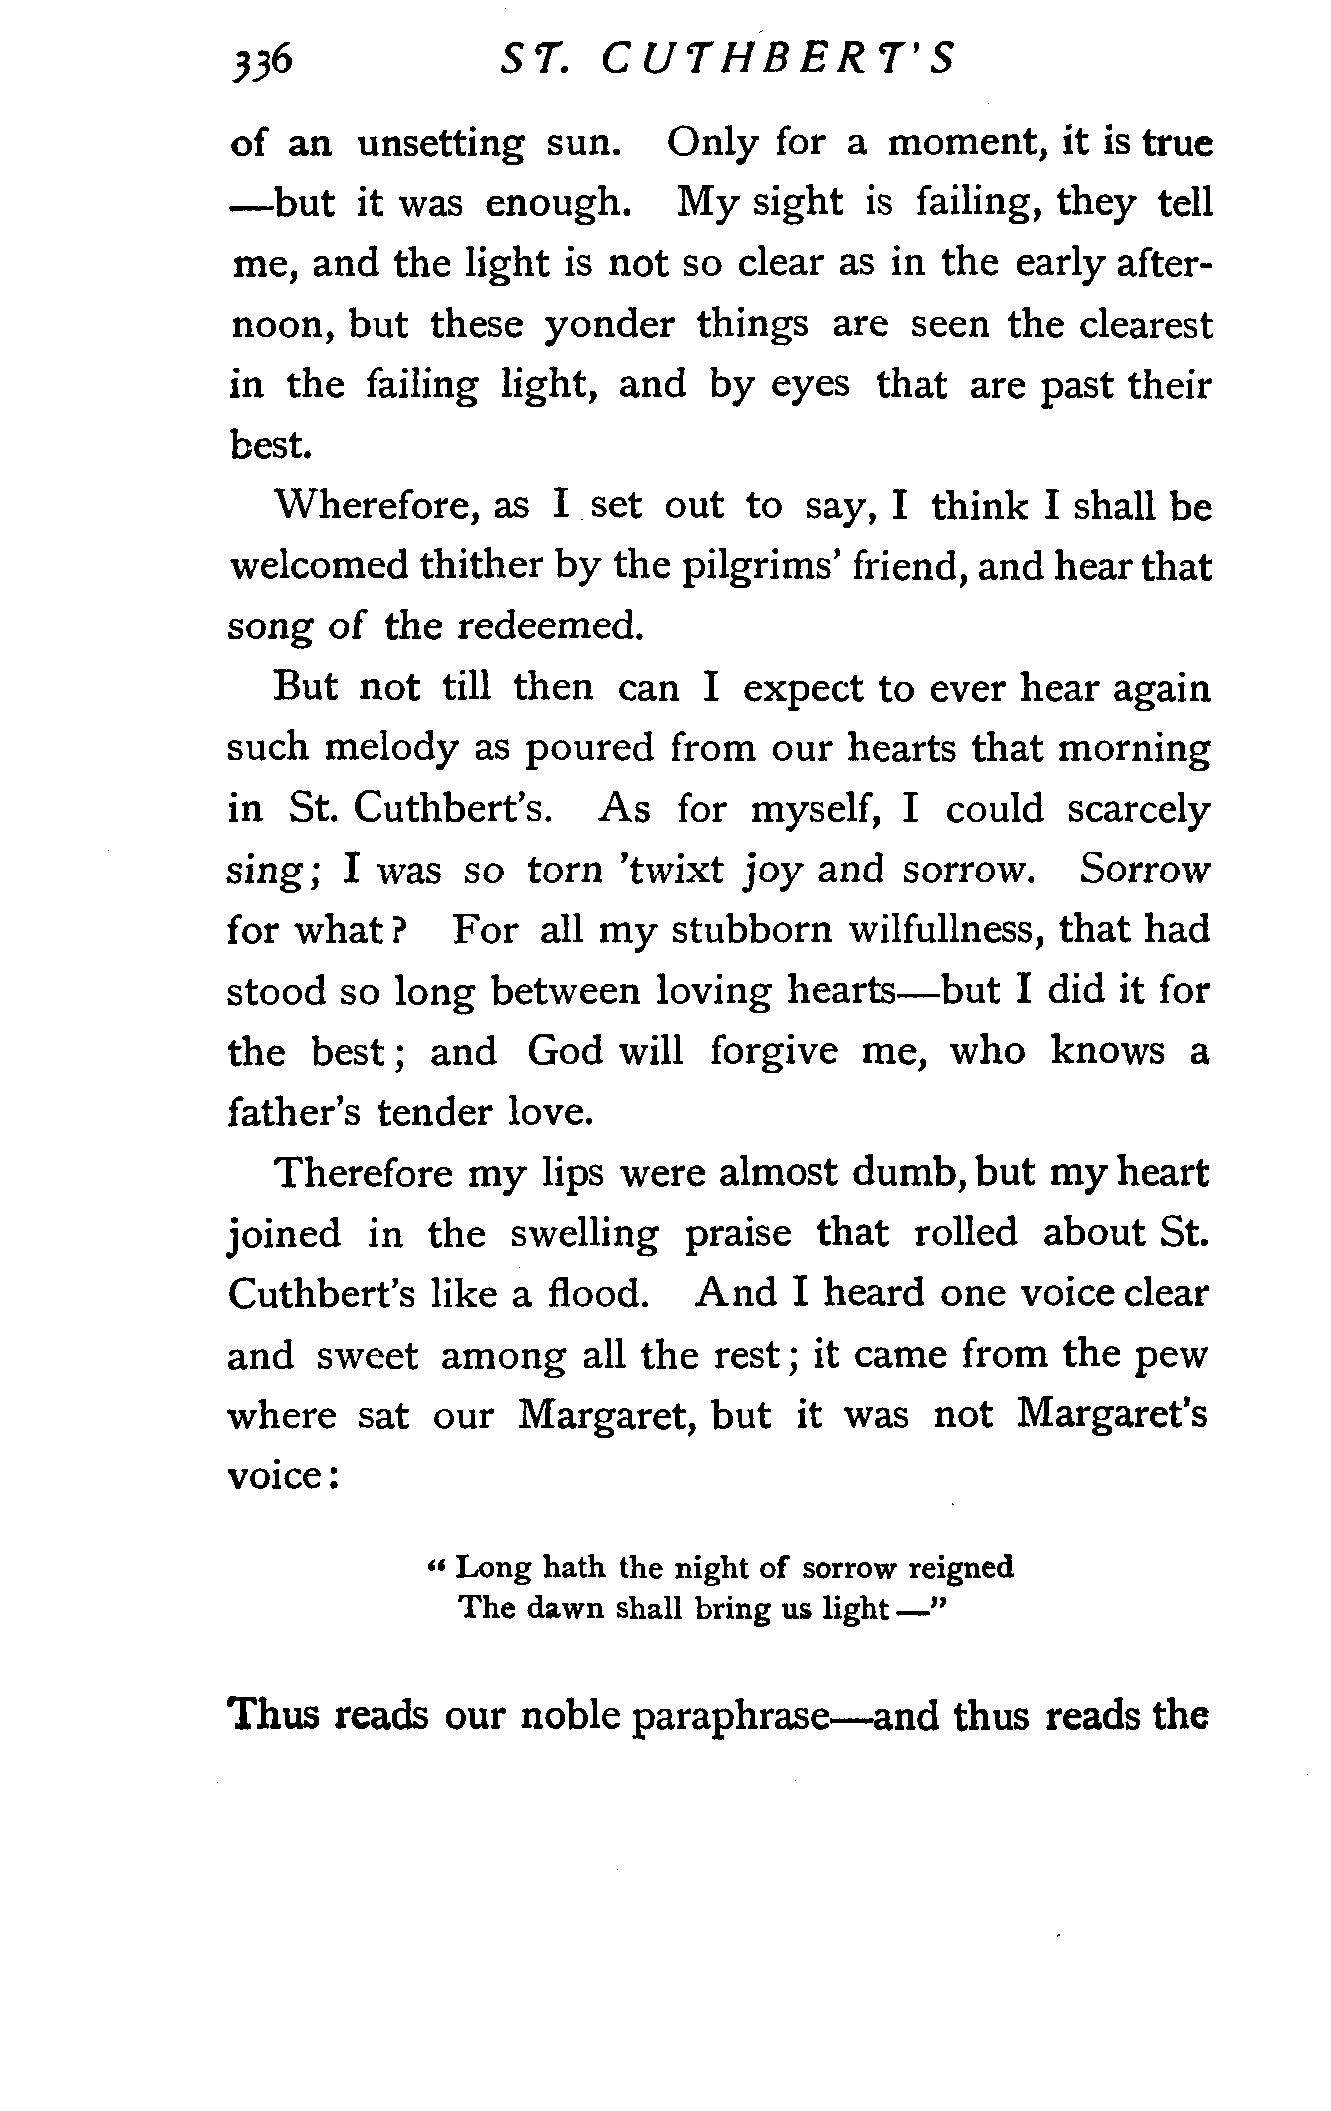 336 ST. CUTHBERT'S
of an unsetting sun. Only for a moment, it is true
—but it was enough. My sight is failing, they tell
me, and the light is not so clear as in the early after-
noon, but these yonder things are seen the clearest
in the failing light, and by eyes that are past their
best.
Wherefore, as I set out to say, I think I shall be
welcomed thither by the pilgrims' friend, and hear that
song of the redeemed.
But not till then can I expect to ever hear again
such melody as poured from our hearts that morning
in St. Cuthbert's. As for myself, I could scarcely
sing; I was so torn 'twixt joy and sorrow. Sorrow
for what? For all my stubborn wilfullness, that had
stood so long between loving hearts—but I did it for
the best; and God will forgive me, who knows a
father's tender love.
Therefore my lips were almost dumb, but my heart
joined in the swelling praise that rolled about St.
Cuthbert's like a flood. And I heard one voice clear
and sweet among all the rest; it came from the pew
where sat our Margaret, but it was not Margaret's
voice:
“ Long hath the night of sorrow reigned
The dawn shall bring us light —”
Thus reads our noble paraphrase—and thus reads the